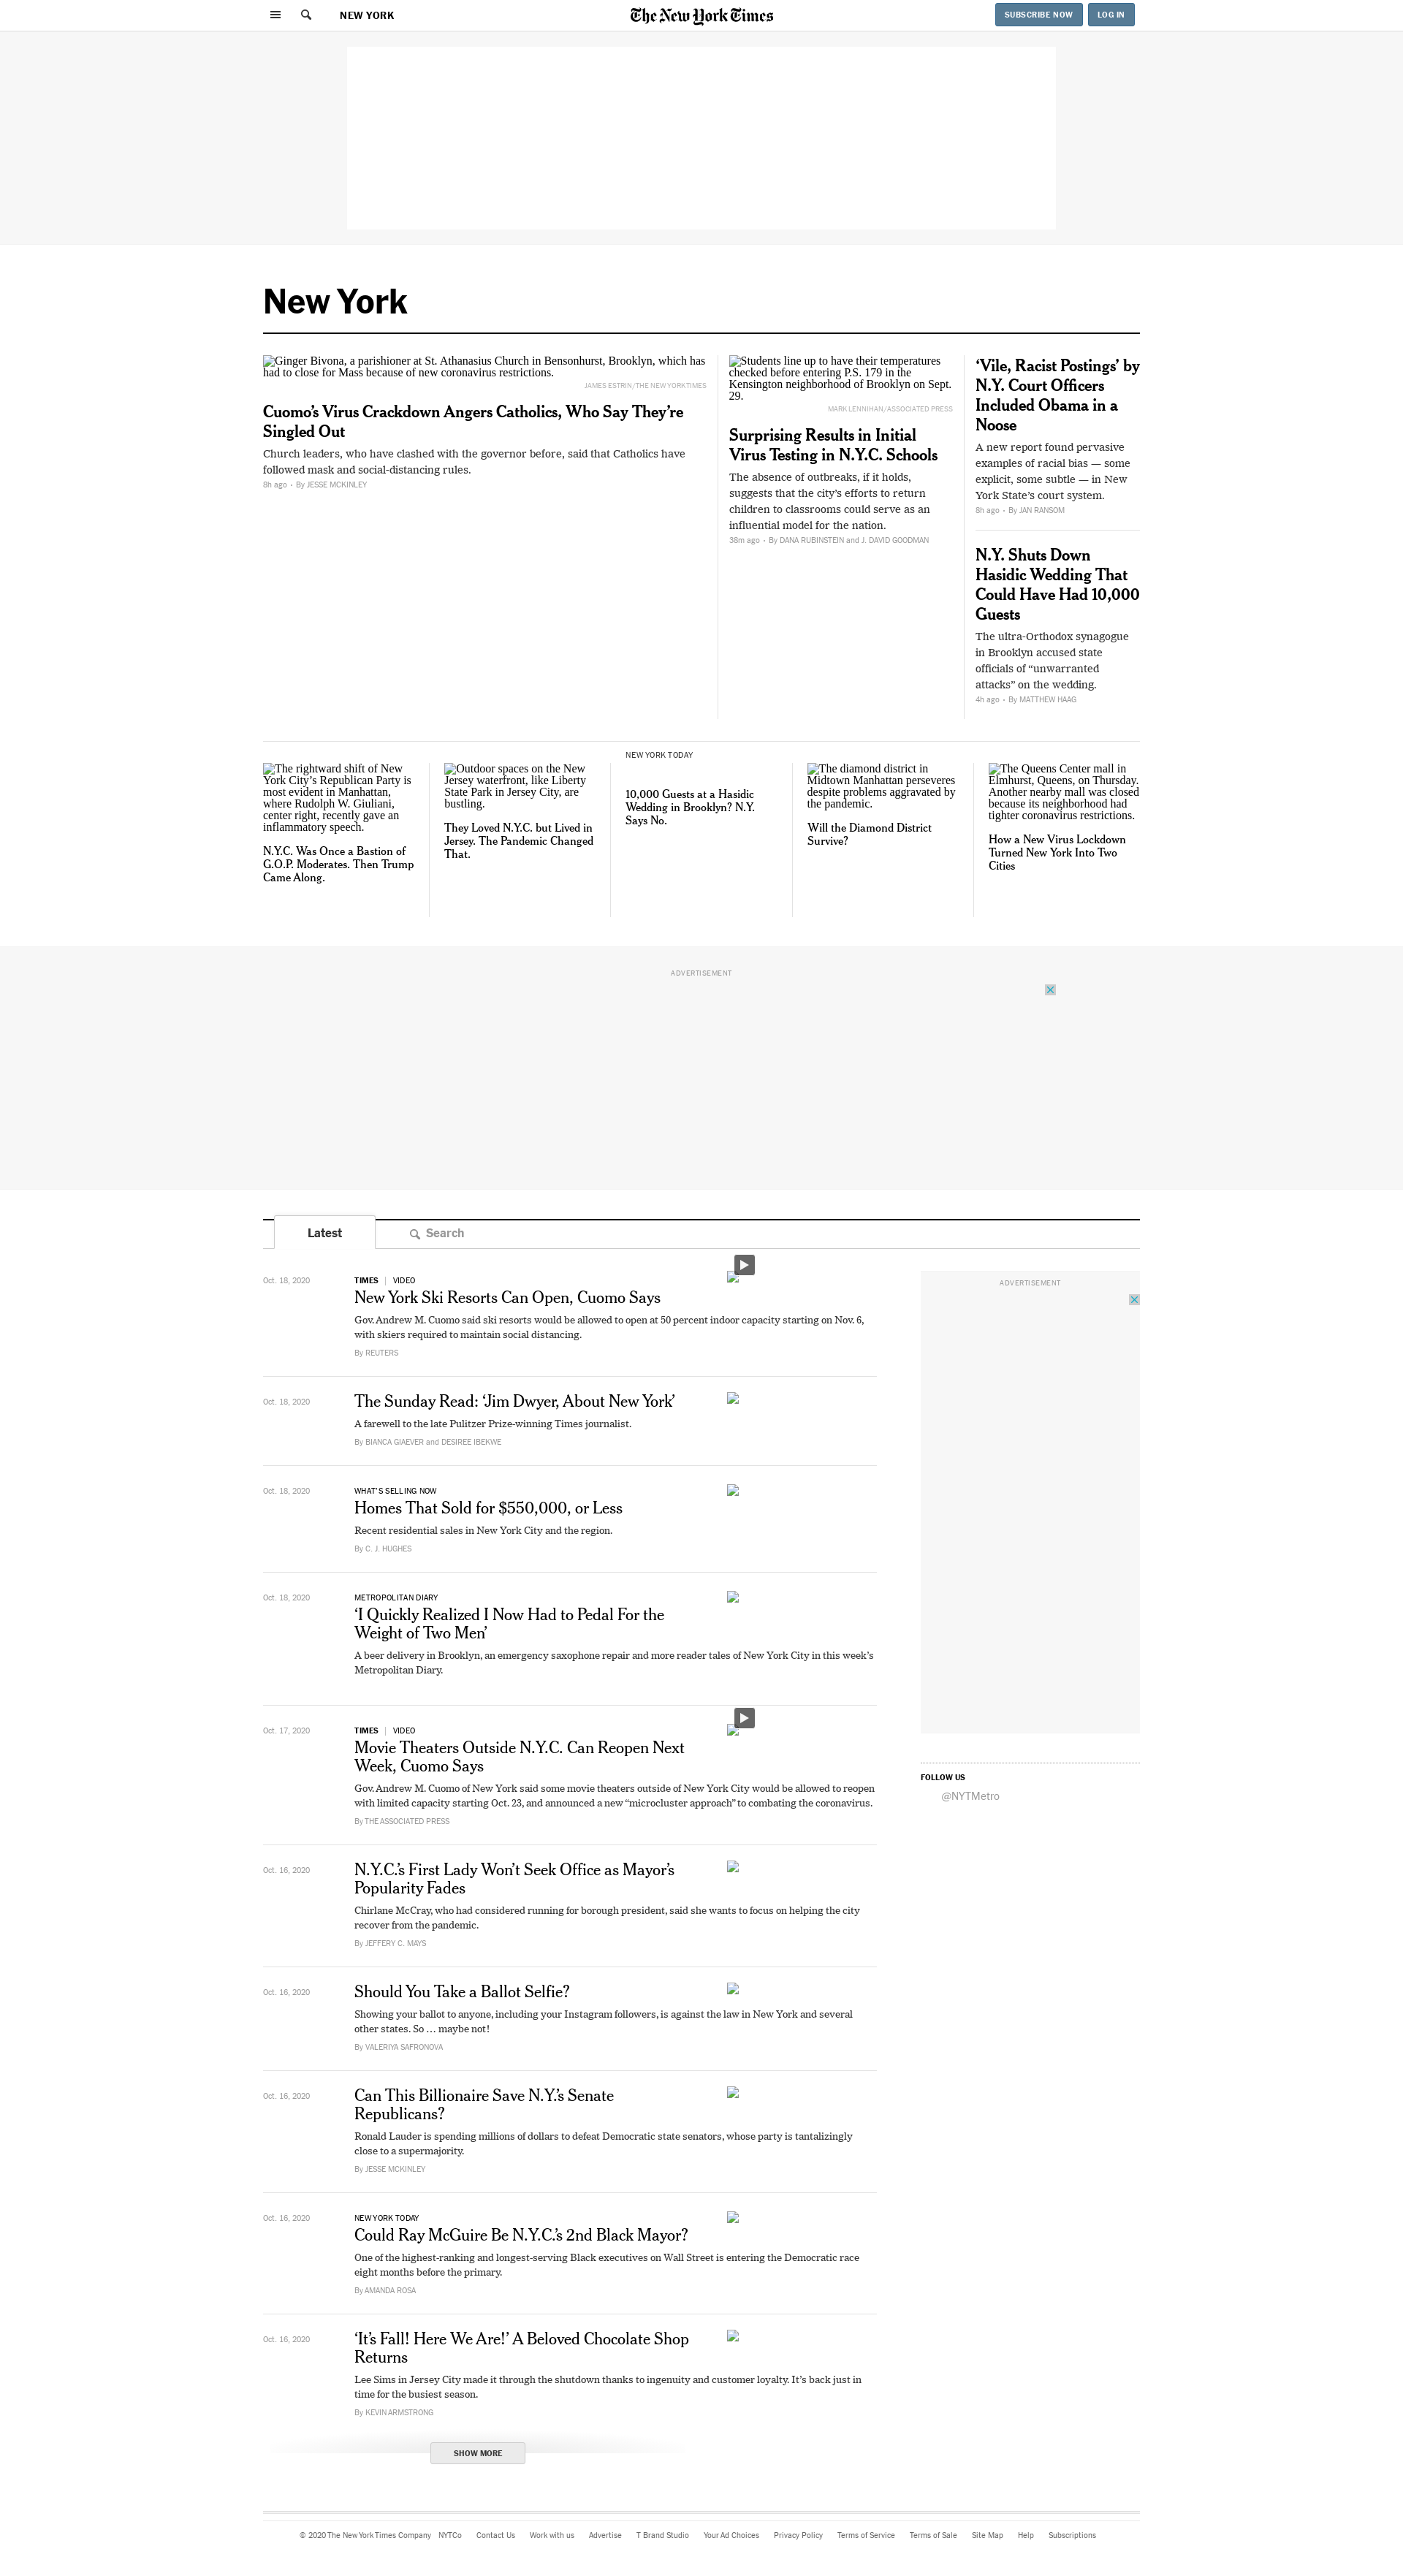 NEW YORK
The New York Times
SUBSCRIBE NOW
LOG IN
New York
Ginger Bivona, a parishioner at St. Athanasius Church in Bensonhurst, Brooklyn, which has
had to close for Mass because of new coronavirus restrictions.
JAMES ESTRIN/THE NEW YORK TIMES
Cuomo’s Virus Crackdown Angers Catholics, Who Say They’re
Singled Out
Church leaders, who have clashed with the governor before, said that Catholics have
followed mask and social-distancing rules.
8h ago • By JESSE MCKINLEY
Students line up to have their temperatures
checked before entering P.S. 179 in the
Kensington neighborhood of Brooklyn on Sept.
29.
MARK LENNIHAN/ASSOCIATED PRESS
Surprising Results in Initial
Virus Testing in N.Y.C. Schools
The absence of outbreaks, if it holds,
suggests that the city’s efforts to return
children to classrooms could serve as an
influential model for the nation.
38m ago • By DANA RUBINSTEIN and J. DAVID GOODMAN
‘Vile, Racist Postings’ by
N.Y. Court Officers
Included Obama in a
Noose
A new report found pervasive
examples of racial bias — some
explicit, some subtle — in New
York State’s court system.
8h ago • By JAN RANSOM
N.Y. Shuts Down
Hasidic Wedding That
Could Have Had 10,000
Guests
The ultra-Orthodox synagogue
in Brooklyn accused state
officials of “unwarranted
attacks” on the wedding.
4h ago • By MATTHEW HAAG
The rightward shift of New
York City’s Republican Party is
most evident in Manhattan,
where Rudolph W. Giuliani,
center right, recently gave an
inflammatory speech.
N.Y.C. Was Once a Bastion of
G.O.P. Moderates. Then Trump
Came Along.
Outdoor spaces on the New
Jersey waterfront, like Liberty
State Park in Jersey City, are
bustling.
They Loved N.Y.C. but Lived in
Jersey. The Pandemic Changed
That.
NEW YORK TODAY
10,000 Guests at a Hasidic
Wedding in Brooklyn? N.Y.
Says No.
The diamond district in
Midtown Manhattan perseveres
despite problems aggravated by
the pandemic.
Will the Diamond District
Survive?
The Queens Center mall in
Elmhurst, Queens, on Thursday.
Another nearby mall was closed
because its neighborhood had
tighter coronavirus restrictions.
How a New Virus Lockdown
Turned New York Into Two
Cities
ADVERTISEMENT
Latest
Search
Oct. 18, 2020
TIMES | VIDEO
New York Ski Resorts Can Open, Cuomo Says
Gov. Andrew M. Cuomo said ski resorts would be allowed to open at 50 percent indoor capacity starting on Nov. 6,
with skiers required to maintain social distancing.
By REUTERS
Oct. 18, 2020
The Sunday Read: ‘Jim Dwyer, About New York’
A farewell to the late Pulitzer Prize-winning Times journalist.
By BIANCA GIAEVER and DESIREE IBEKWE
Oct. 18, 2020
WHAT’S SELLING NOW
Homes That Sold for $550,000, or Less
Recent residential sales in New York City and the region.
By C. J. HUGHES
Oct. 18, 2020
METROPOLITAN DIARY
‘I Quickly Realized I Now Had to Pedal For the
Weight of Two Men’
A beer delivery in Brooklyn, an emergency saxophone repair and more reader tales of New York City in this week’s
Metropolitan Diary.
Oct. 17, 2020
TIMES | VIDEO
Movie Theaters Outside N.Y.C. Can Reopen Next
Week, Cuomo Says
Gov. Andrew M. Cuomo of New York said some movie theaters outside of New York City would be allowed to reopen
with limited capacity starting Oct. 23, and announced a new “microcluster approach” to combating the coronavirus.
By THE ASSOCIATED PRESS
Oct. 16, 2020
N.Y.C.’s First Lady Won’t Seek Office as Mayor’s
Popularity Fades
Chirlane McCray, who had considered running for borough president, said she wants to focus on helping the city
recover from the pandemic.
By JEFFERY C. MAYS
Oct. 16, 2020
Should You Take a Ballot Selfie?
Showing your ballot to anyone, including your Instagram followers, is against the law in New York and several
other states. So … maybe not!
By VALERIYA SAFRONOVA
Oct. 16, 2020
Can This Billionaire Save N.Y.’s Senate
Republicans?
Ronald Lauder is spending millions of dollars to defeat Democratic state senators, whose party is tantalizingly
close to a supermajority.
By JESSE MCKINLEY
Oct. 16, 2020
NEW YORK TODAY
Could Ray McGuire Be N.Y.C.’s 2nd Black Mayor?
One of the highest-ranking and longest-serving Black executives on Wall Street is entering the Democratic race
eight months before the primary.
By AMANDA ROSA
Oct. 16, 2020
‘It’s Fall! Here We Are!’ A Beloved Chocolate Shop
Returns
Lee Sims in Jersey City made it through the shutdown thanks to ingenuity and customer loyalty. It’s back just in
time for the busiest season.
By KEVIN ARMSTRONG
SHOW MORE
ADVERTISEMENT
FOLLOW US
@NYTMetro
© 2020 The New York Times Company NYTCo Contact Us Work with us Advertise T Brand Studio Your Ad Choices Privacy Policy Terms of Service Terms of Sale Site Map Help Subscriptions